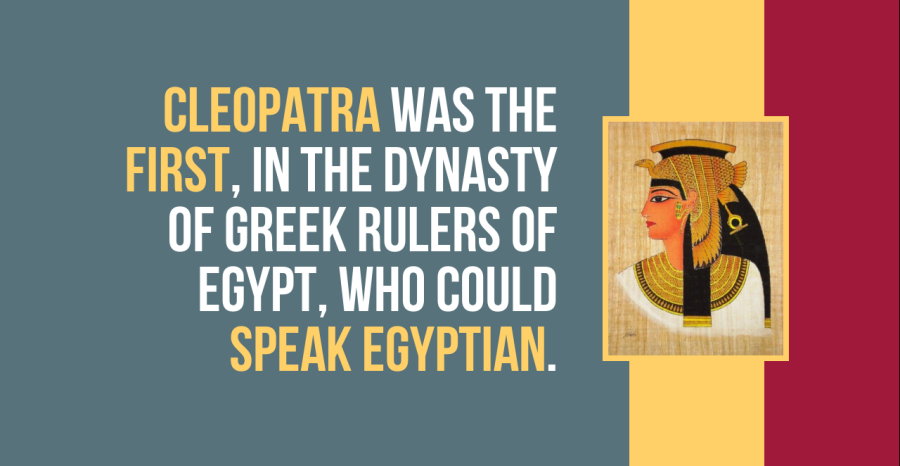 CLEOPATRA WAS THE
FIRST, IN THE DYNASTY
OF GREEK RULERS OF
EGYPT, WHO COULD
SPEAK EGYPTIAN.